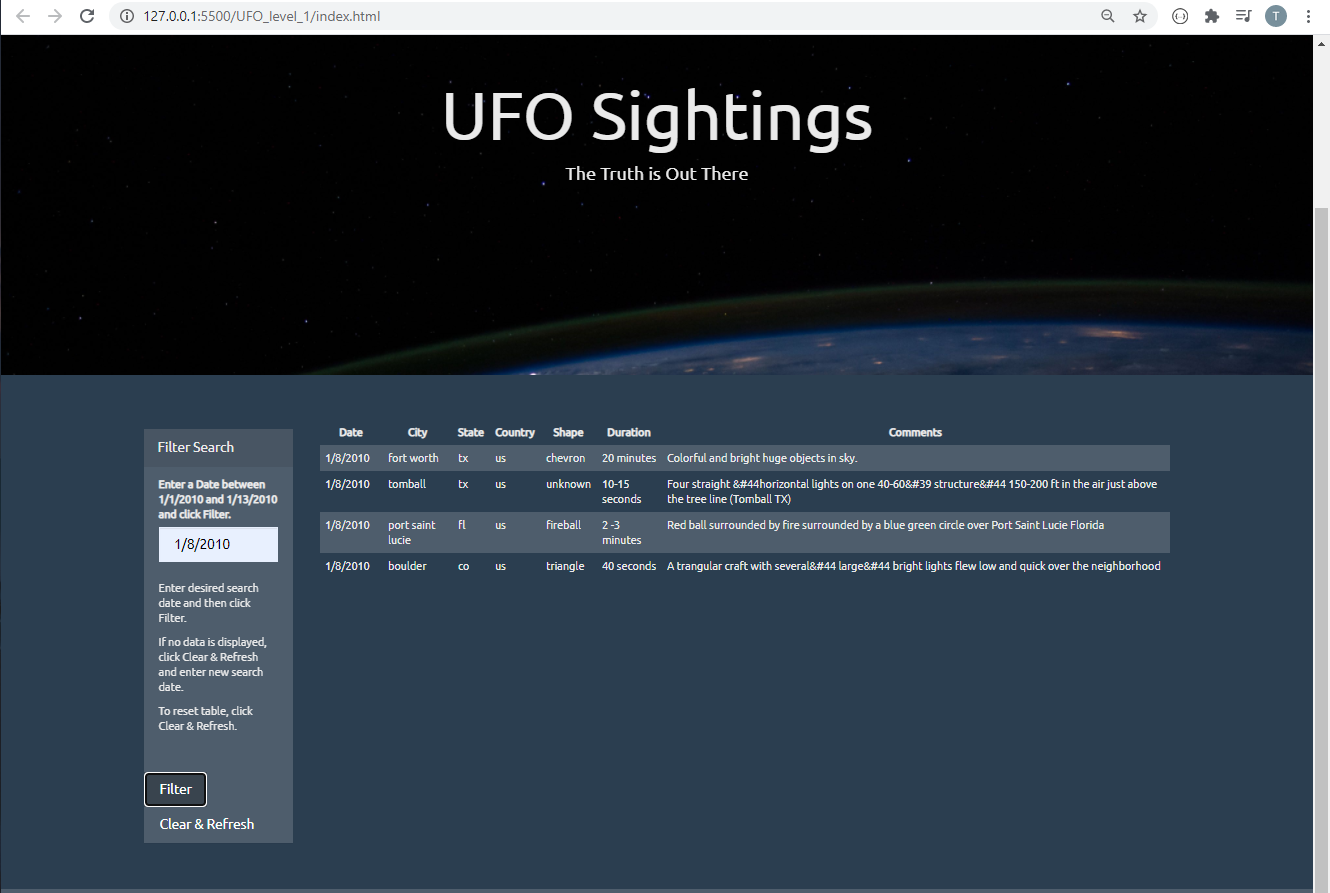 127.0.0.1:5500/UFO_level_1/index.html
T
UFO Sightings
The Truth is Out There
Filter Search
Enter a Date between
1/1/2010 and 1/13/2010
and click Filter.
1/8/2010
Enter desired search
date and then click
Filter.
If no data is displayed,
click Clear & Refresh
and enter new search
date.
To reset table, click
Clear & Refresh.
Filter
Clear & Refresh
Date City State Country Shape Duration Comments
1/8/2010 fort worth tx us chevron 20 minutes Colorful and bright huge objects in sky.
1/8/2010 tomball tx us unknown 10-15 Four straight &#44horizontal lights on one 40-60&#39 structure&#44 150-200 ft in the air just above
seconds the tree line (Tomball TX)
1/8/2010 port saint fl us fireball 2 -3 Red ball surrounded by fire surrounded by a blue green circle over Port Saint Lucie Florida
lucie minutes
1/8/2010 boulder co us triangle 40 seconds A trangular craft with several&#44 large&#44 bright lights flew low and quick over the neighborhood